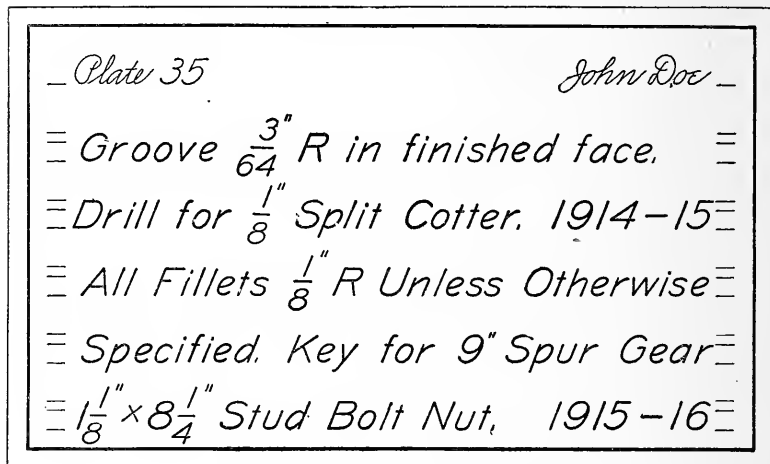 Plate 35 John Doe
Groove 3/64" R in finished face.
Drill for 1/8" Split Cotter. 1914-15
All Fillets 1/8" R Unless Otherwise
Specified. Key for 9" Spur Gear
1 1/8" × 8 1/4" Stud Bolt Nut, 1915-16